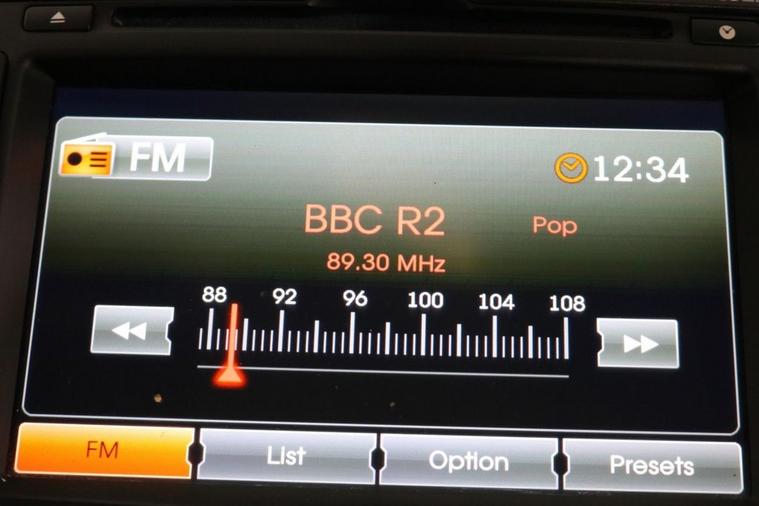 FM
12:34
BBC R2
Pop
89.30 MHz
88 92 96 100 104 108
FM
List
Option
Presets